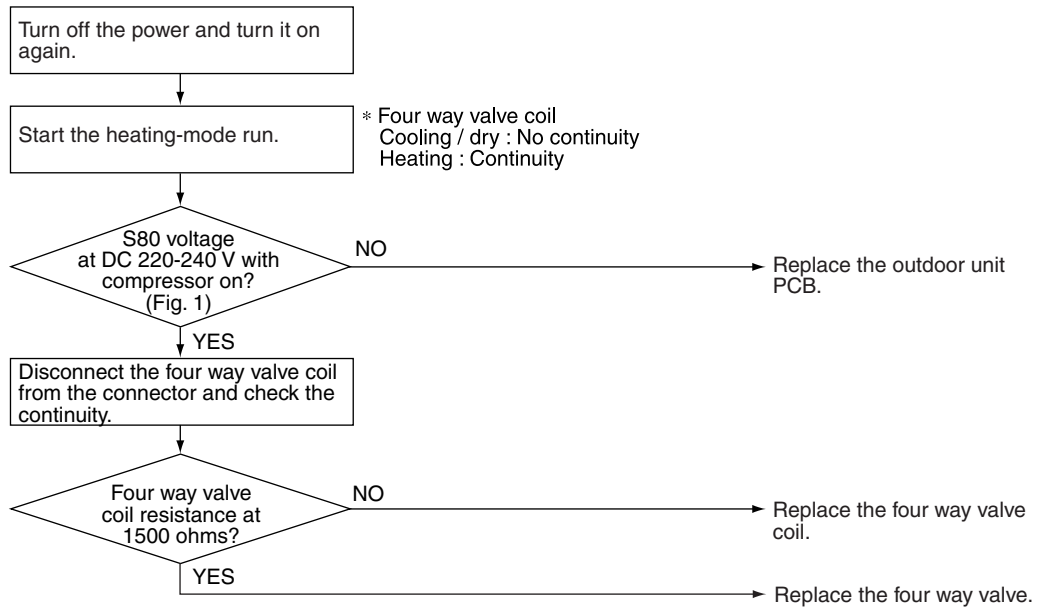 Turn off the power and turn it on
again.
Start the heating-mode run.
* Four way valve coil
Cooling / dry : No continuity
Heating : Continuity
S80 voltage
at DC 220-240 V with
compressor on?
(Fig. 1)
NO
Replace the outdoor unit
PCB.
YES
Disconnect the four way valve coil
from the connector and check the
continuity.
Four way valve
coil resistance at
1500 ohms?
NO
Replace the four way valve
coil.
YES
Replace the four way valve.